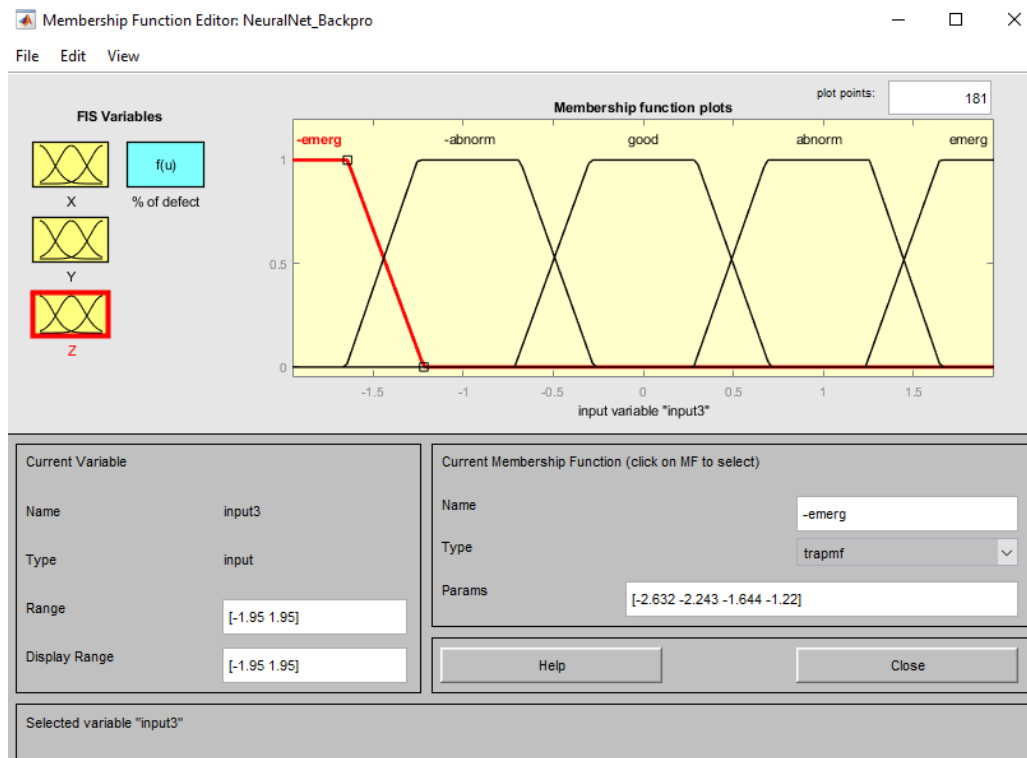 Membership Function Editor: NeuralNet_Backpro
File Edit View
FIS Variables
f(u)
X
% of defect
Y
Z
plot points:
181
Membership function plots
-emerg -abnorm good abnorm emerg
1
0.5
0
-1.5 -1 -0.5 0 0.5 1 1.5
input variable "input3"
Current Variable
Name input3
Type input
Range [-1.95 1.95]
Display Range [-1.95 1.95]
Current Membership Function (click on MF to select)
Name -emerg
Type trapmf
Params [-2.632 -2.243 -1.644 -1.22]
Help Close
Selected variable "input3"